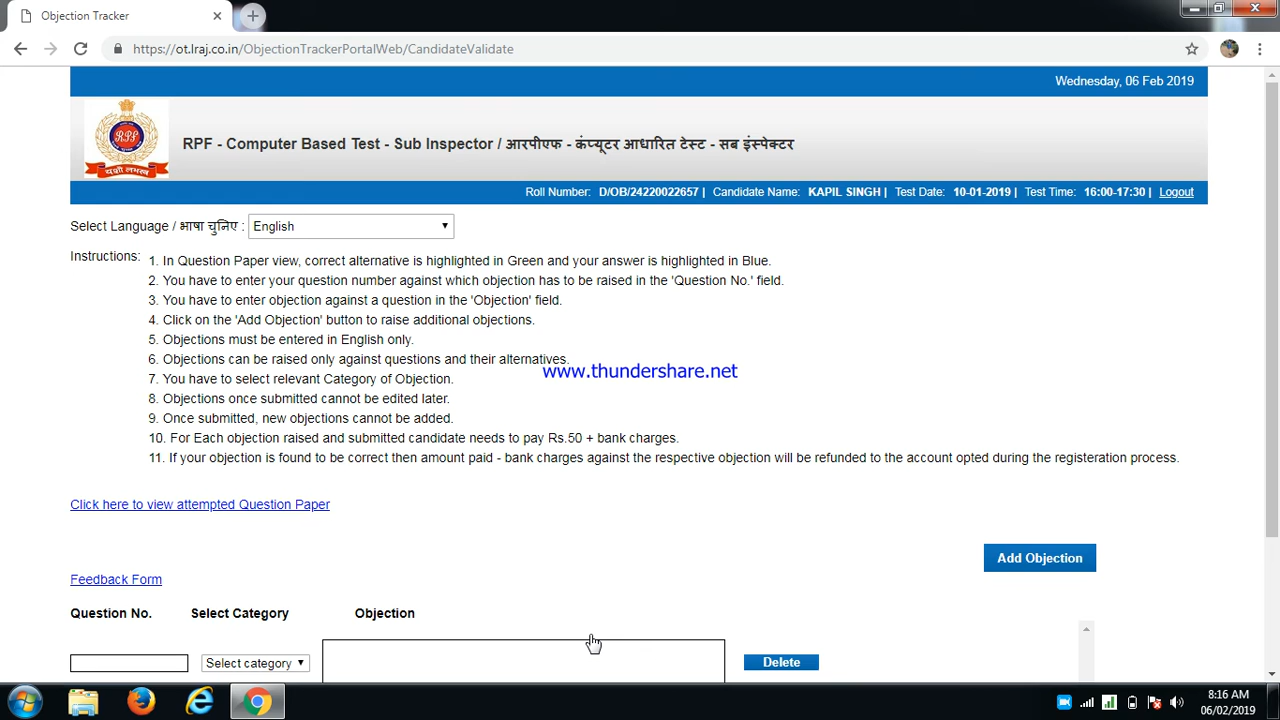 Objection Tracker
https://ot.lraj.co.in/ObjectionTrackerPortalWeb/CandidateValidate
Wednesday, 06 Feb 2019
RPF
यशो लभस्व
RPF - Computer Based Test - Sub Inspector / आरपीएफ - कंप्यूटर आधारित टेस्ट - सब इंस्पेक्टर
Roll Number: D/OB/24220022657 | Candidate Name: KAPIL SINGH | Test Date: 10-01-2019 | Test Time: 16:00-17:30 | Logout
Select Language / भाषा चुनिए : English
Instructions:
1. In Question Paper view, correct alternative is highlighted in Green and your answer is highlighted in Blue.
2. You have to enter your question number against which objection has to be raised in the 'Question No.' field.
3. You have to enter objection against a question in the 'Objection' field.
4. Click on the 'Add Objection' button to raise additional objections.
5. Objections must be entered in English only.
6. Objections can be raised only against questions and their alternatives.
www.thundershare.net
7. You have to select relevant Category of Objection.
8. Objections once submitted cannot be edited later.
9. Once submitted, new objections cannot be added.
10. For Each objection raised and submitted candidate needs to pay Rs.50 + bank charges.
11. If your objection is found to be correct then amount paid - bank charges against the respective objection will be refunded to the account opted during the registeration process.
Click here to view attempted Question Paper
Add Objection
Feedback Form
Question No. Select Category Objection
Select category Delete
8:16 AM
06/02/2019